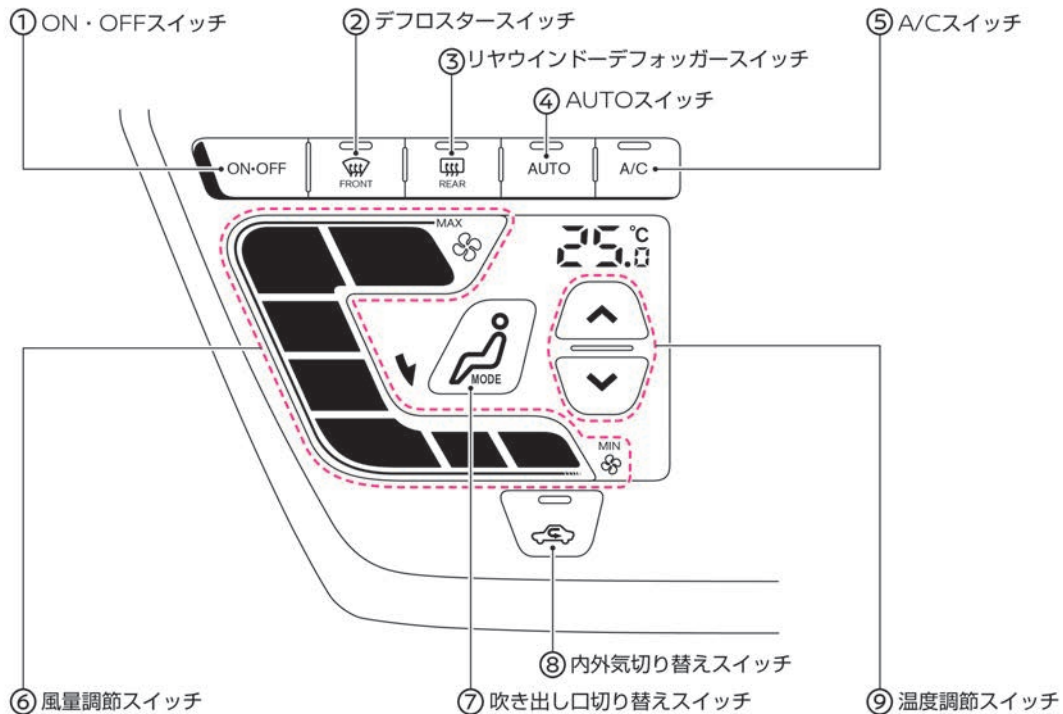 ①ON・OFFスイッチ
②デフロスタースイッチ
③リヤウインドーデフォッガースイッチ
④AUTOスイッチ
⑤A/Cスイッチ
ON•OFF
FRONT
REAR
AUTO
A/C
MAX
25.0℃
MODE
MIN
⑧内外気切り替えスイッチ
⑥風量調節スイッチ
⑦吹き出し口切り替えスイッチ
⑨温度調節スイッチ